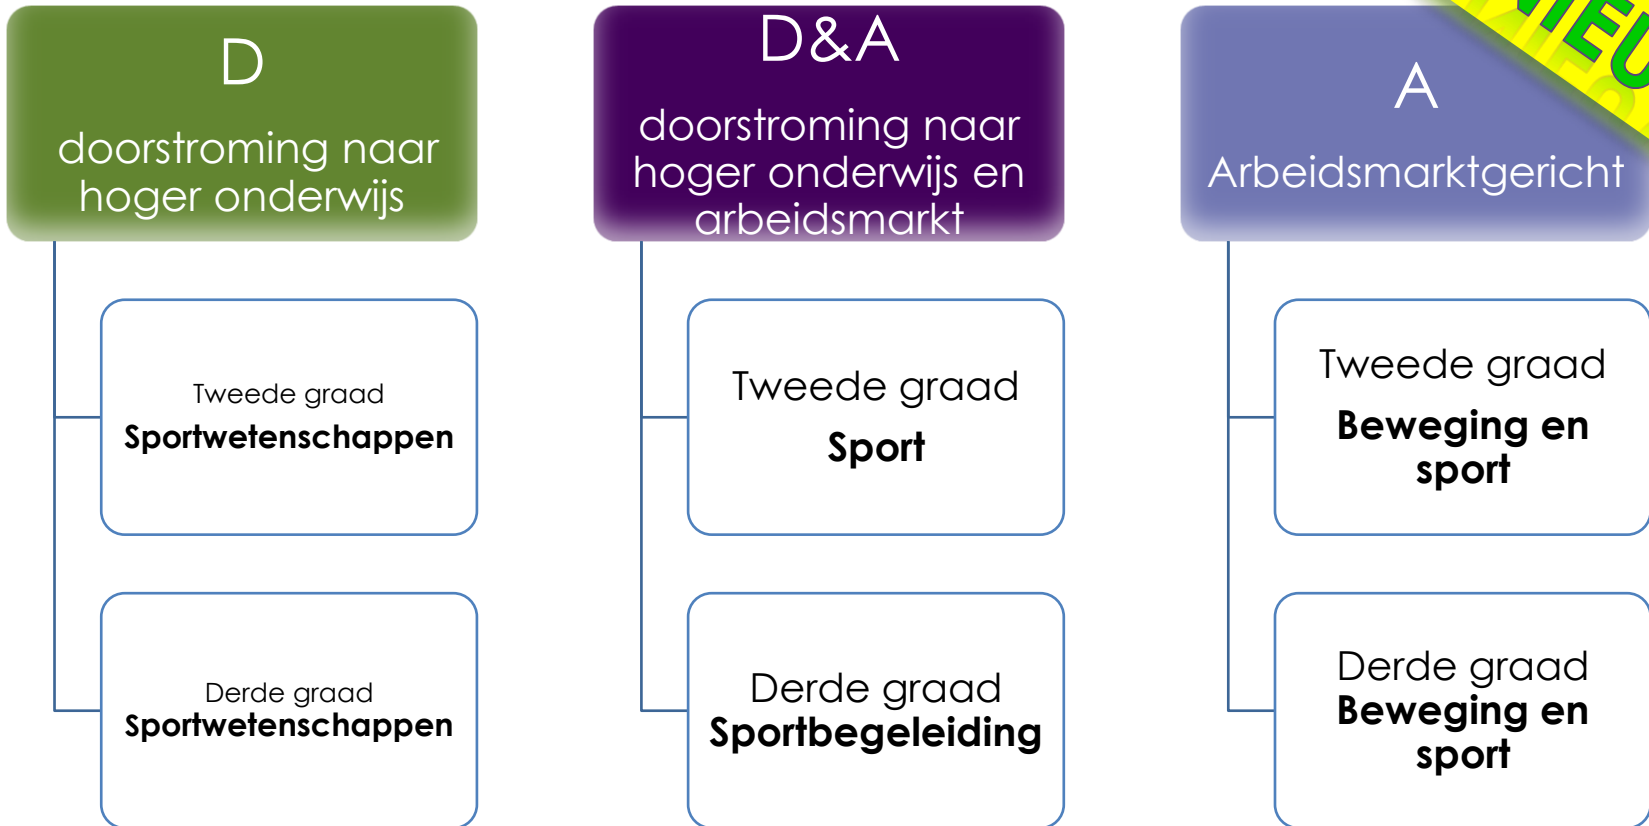 D
doorstroming naar
hoger onderwijs
Tweede graad
Sportwetenschappen
Derde graad
Sportwetenschappen
D&A
doorstroming naar
hoger onderwijs en
arbeidsmarkt
Tweede graad
Sport
Derde graad
Sportbegeleiding
A
Arbeidsmarktgericht
Tweede graad
Beweging en
sport
Derde graad
Beweging en
sport